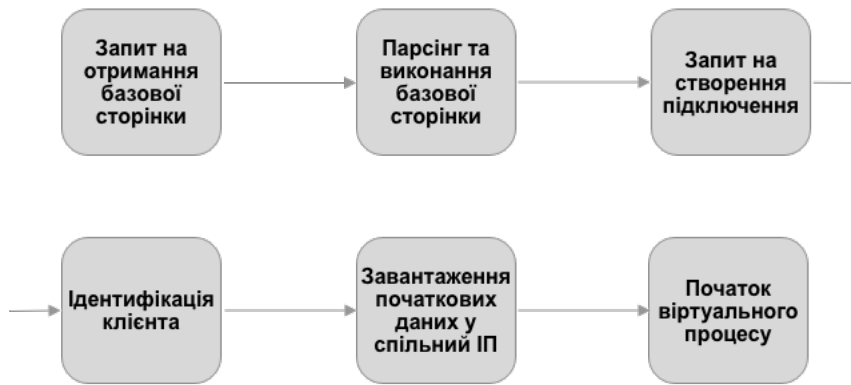 Запит на
отримання
базової
сторінки
Парсінг та
виконання
базової
сторінки
Запит на
створення
підключення
Ідентифікація
клієнта
Завантаження
початкових
даних у
спільний ІП
Початок
віртуального
процесу